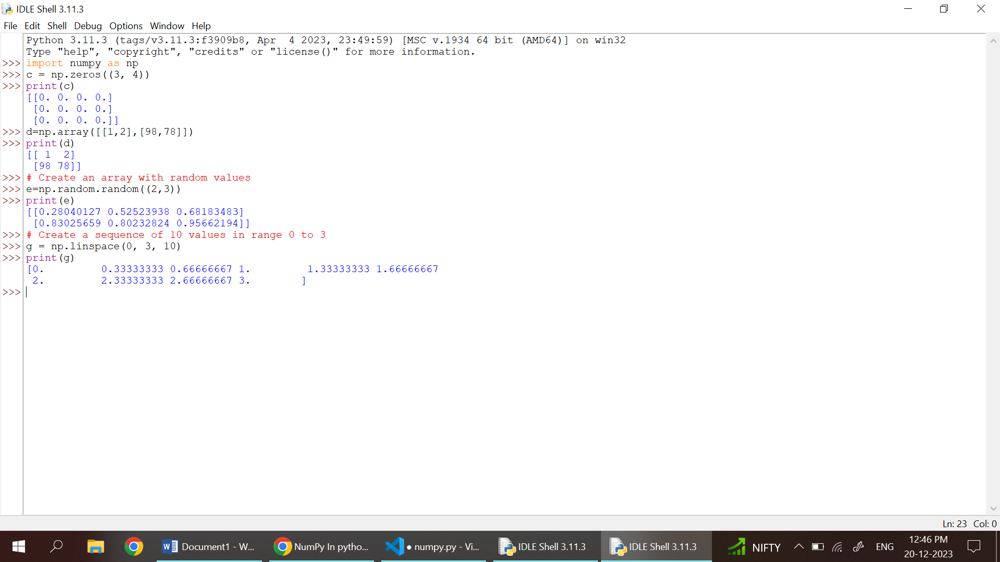 IDLE Shell 3.11.3
File Edit Shell Debug Options Window Help
Python 3.11.3 (tags/v3.11.3:f3909b8, Apr  4 2023, 23:49:59) [MSC v.1934 64 bit (AMD64)] on win32
Type "help", "copyright", "credits" or "license()" for more information.
>>> import numpy as np
>>> c = np.zeros((3, 4))
>>> print(c)
[[0. 0. 0. 0.]
 [0. 0. 0. 0.]
 [0. 0. 0. 0.]]
>>> d=np.array([[1,2],[98,78]])
>>> print(d)
[[ 1  2]
 [98 78]]
>>> # Create an array with random values
>>> e=np.random.random((2,3))
>>> print(e)
[[0.28040127 0.52523938 0.68183483]
 [0.83025659 0.80232824 0.95662194]]
>>> # Create a sequence of 10 values in range 0 to 3
>>> g = np.linspace(0, 3, 10)
>>> print(g)
[0.         0.33333333 0.66666667 1.         1.33333333 1.66666667
 2.         2.33333333 2.66666667 3.        ]
>>>
Ln: 23 Col: 0
Document1 - W... NumPy In pytho... ● numpy.py - Vi... IDLE Shell 3.11.3 IDLE Shell 3.11.3 NIFTY ENG 12:46 PM
20-12-2023